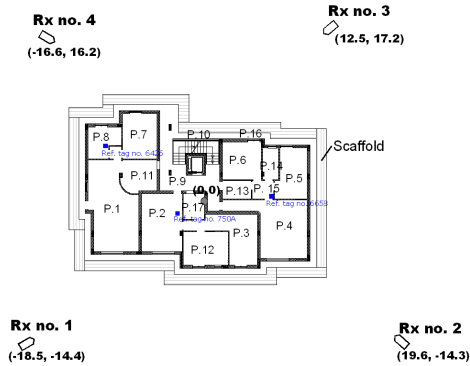 Rx no. 4
(-16.6, 16.2)
Rx no. 3
(12.5, 17.2)
P.8
P.7
P.10
P.16
Scaffold
Ref. tag no. 6426
P.6
P.14
P.5
P.11
P.9
(0,0)
P.13
P. 15
P.1
P.2
P.17
Ref. tag no. 665B
Ref. tag no. 750A
P.3
P.4
P.12
Rx no. 1
(-18.5, -14.4)
Rx no. 2
(19.6, -14.3)